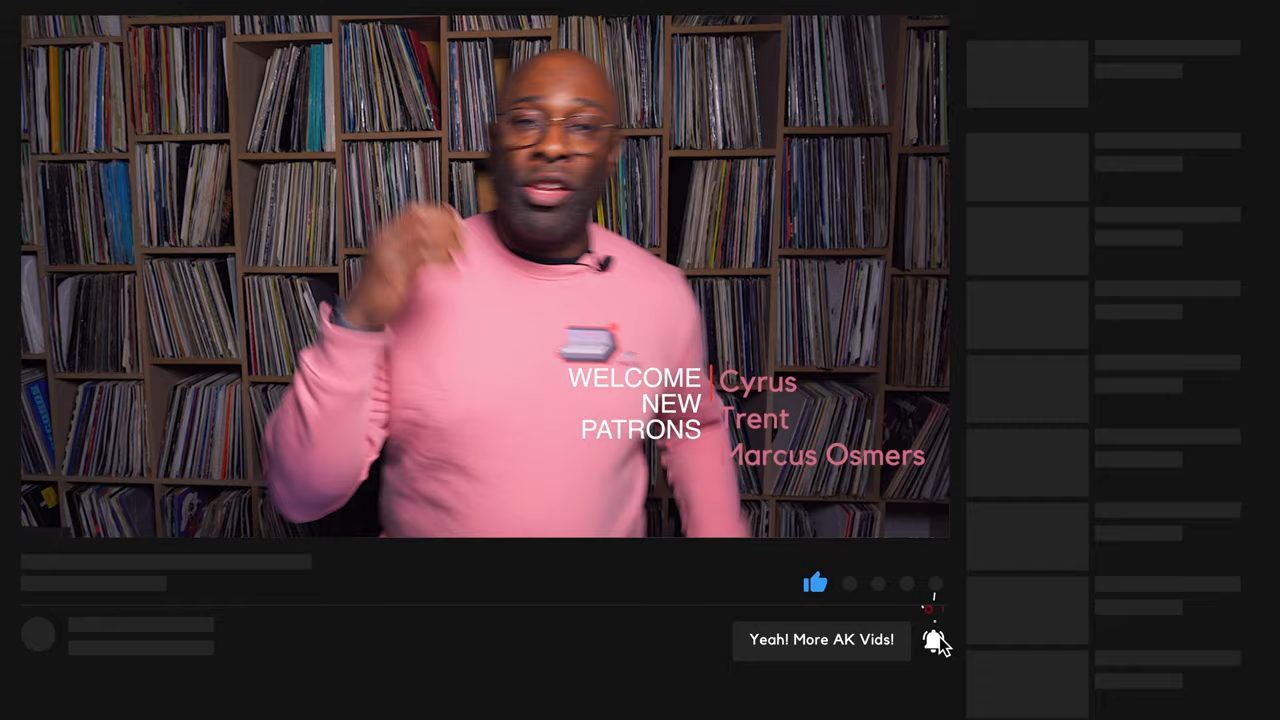 WELCOME
NEW
PATRONS
Cyrus
Trent
Marcus Osmers
Yeah! More AK Vids!